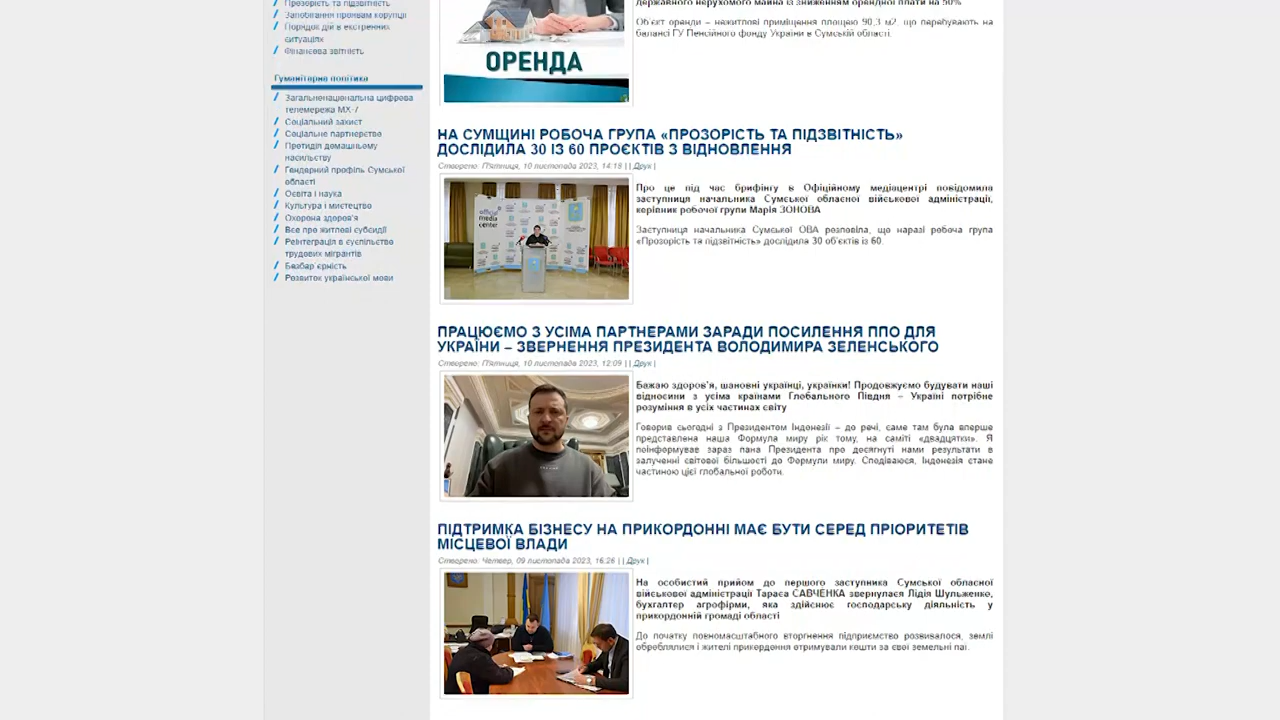 Прозорість та підзвітність
Запобігання проявам корупції
Порядок дій в екстрених
ситуаціях
Фінансова звітність
Гуманітарна політика
Загальнонаціональна цифрова
телемережа МХ-7
Соціальний захист
Соціальне партнерство
Протидія домашньому
насильству
Гендерний профіль Сумської
області
Освіта і наука
Культура і мистецтво
Охорона здоров'я
Все про житлові субсидії
Реінтеграція в суспільство
трудових мігрантів
Безбар'єрність
Розвиток української мови
ОРЕНДА
державного нерухомого майна із зниженням орендної плати на 50%
Об'єкт оренди – нежитлові приміщення площею 90,3 м2, що перебувають на
балансі ГУ Пенсійного фонду України в Сумській області.
НА СУМЩИНІ РОБОЧА ГРУПА «ПРОЗОРІСТЬ ТА ПІДЗВІТНІСТЬ»
ДОСЛІДИЛА 30 ІЗ 60 ПРОЄКТІВ З ВІДНОВЛЕННЯ
Створено: П'ятниця, 10 листопада 2023, 14:18 | | Друк |
official
media
center
Про це під час брифінгу в Офіційному медіацентрі повідомила
заступниця начальника Сумської обласної військової адміністрації,
керівник робочої групи Марія ЗОНОВА
Заступниця начальника Сумської ОВА розповіла, що наразі робоча група
«Прозорість та підзвітність» дослідила 30 об'єктів із 60.
ПРАЦЮЄМО З УСІМА ПАРТНЕРАМИ ЗАРАДИ ПОСИЛЕННЯ ППО ДЛЯ
УКРАЇНИ – ЗВЕРНЕННЯ ПРЕЗИДЕНТА ВОЛОДИМИРА ЗЕЛЕНСЬКОГО
Створено: П'ятниця, 10 листопада 2023, 12:09 | | Друк |
Бажаю здоров'я, шановні українці, українки! Продовжуємо будувати наші
відносини з усіма країнами Глобального Півдня – Україні потрібне
розуміння в усіх частинах світу
Говорив сьогодні з Президентом Індонезії – до речі, саме там була вперше
представлена наша Формула миру рік тому, на саміті «двадцятки». Я
поінформував зараз пана Президента про досягнуті нами результати в
залученні світової більшості до Формули миру. Сподіваюся, Індонезія стане
частиною цієї глобальної роботи.
ПІДТРИМКА БІЗНЕСУ НА ПРИКОРДОННІ МАЄ БУТИ СЕРЕД ПРІОРИТЕТІВ
МІСЦЕВОЇ ВЛАДИ
Створено: Четвер, 09 листопада 2023, 16:26 | | Друк |
На особистий прийом до першого заступника Сумської обласної
військової адміністрації Тараса САВЧЕНКА звернулася Лідія Шульженко,
бухгалтер агрофірми, яка здійснює господарську діяльність у
прикордонній громаді області
До початку повномасштабного вторгнення підприємство розвивалося, землі
оброблялися і жителі прикордоння отримували кошти за свої земельні паї.